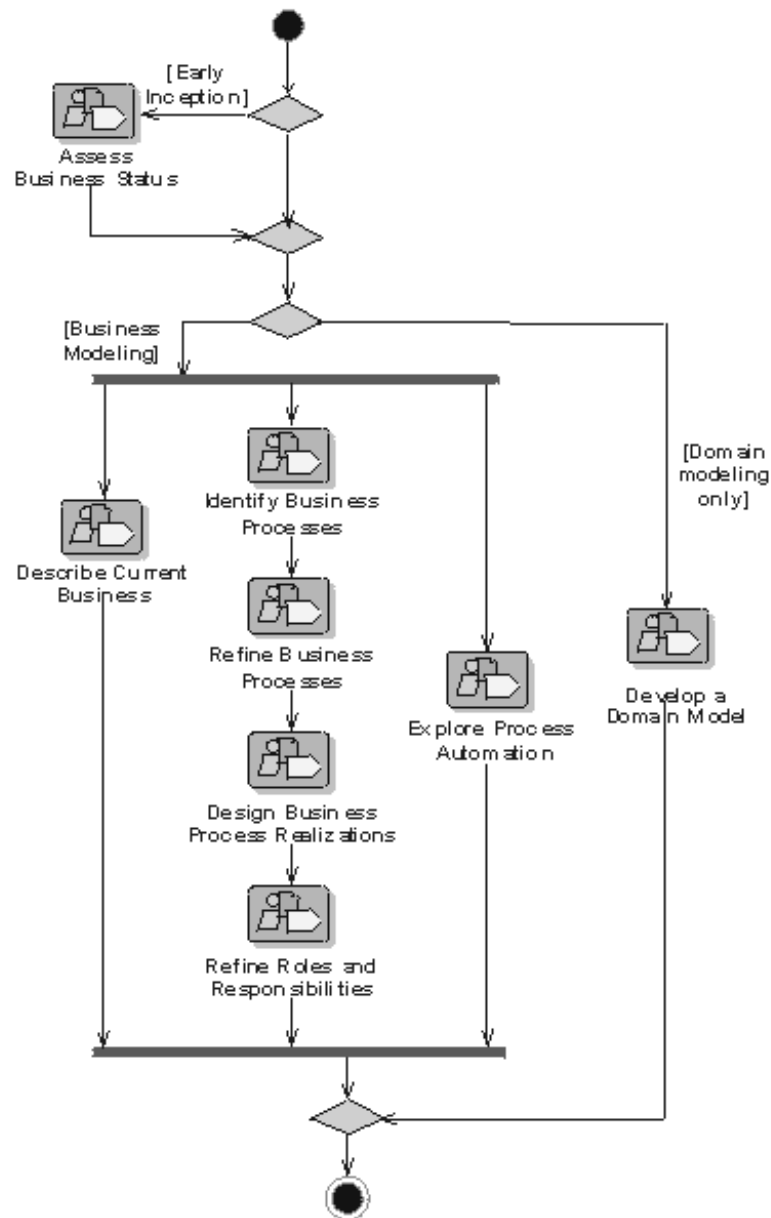 [Early
Inception]
Assess
Business Status
[Business
Modeling]
[Domain
modeling
only]
Identify Business
Processes
Describe Current
Business
Refine Business
Processes
Explore Process
Automation
Develop a
Domain Model
Design Business
Process Realizations
Refine Roles and
Responsibilities